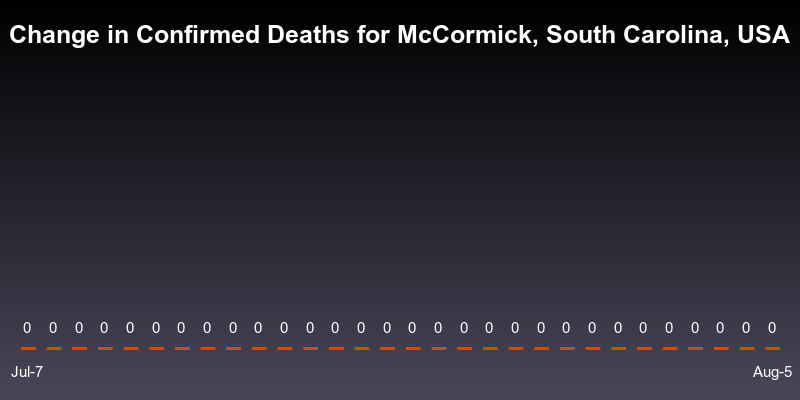 Change in Confirmed Deaths for McCormick, South Carolina, USA
0 0 0 0 0 0 0 0 0 0 0 0 0 0 0 0 0 0 0 0 0 0 0 0 0 0 0 0 0 0
Jul-7 Aug-5